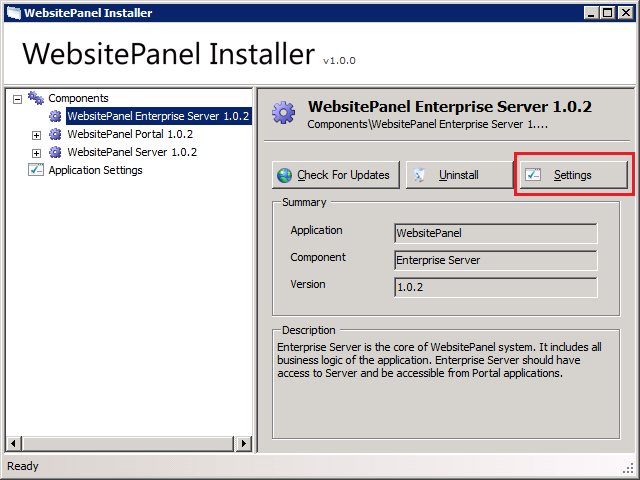 WebsitePanel Installer
WebsitePanel Installer v1.0.0
Components
WebsitePanel Enterprise Server 1.0.2
WebsitePanel Portal 1.0.2
WebsitePanel Server 1.0.2
Application Settings
WebsitePanel Enterprise Server 1.0.2
Components\WebsitePanel Enterprise Server 1....
Check For Updates
Uninstall
Settings
Summary
Application WebsitePanel
Component Enterprise Server
Version 1.0.2
Description
Enterprise Server is the core of WebsitePanel system. It includes all
business logic of the application. Enterprise Server should have
access to Server and be accessible from Portal applications.
Ready